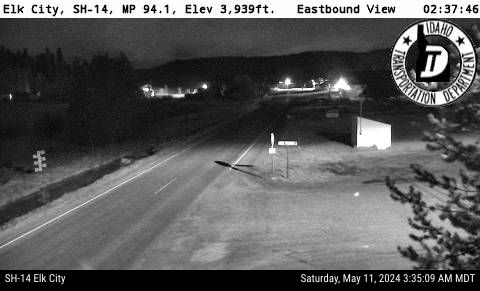 Elk City, SH-14, MP 94.1, Elev 3,939ft. Eastbound View 02:37:46
IDAHO
TRANSPORTATION DEPARTMENT
SH-14 Elk City Saturday, May 11, 2024 3:35:09 AM MDT